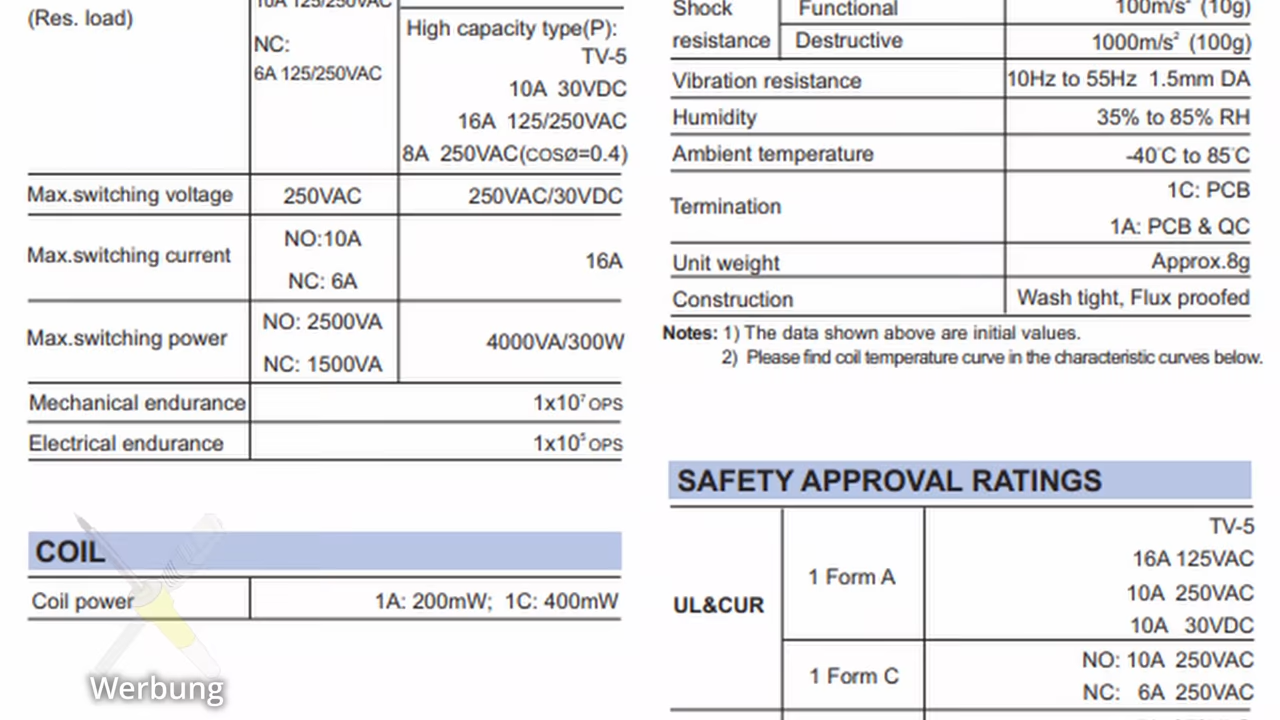 (Res. load)
10A 125/250VAC
NC:
6A 125/250VAC
High capacity type(P):
TV-5
10A 30VDC
16A 125/250VAC
8A 250VAC(COSØ=0.4)
Max.switching voltage 250VAC 250VAC/30VDC
Max.switching current NO:10A NC: 6A 16A
Max.switching power NO: 2500VA NC: 1500VA 4000VA/300W
Mechanical endurance 1x10⁷ OPS
Electrical endurance 1x10⁵ OPS
COIL
Coil power 1A: 200mW; 1C: 400mW
Werbung
Shock resistance
Functional 100m/s² (10g)
Destructive 1000m/s² (100g)
Vibration resistance 10Hz to 55Hz 1.5mm DA
Humidity 35% to 85% RH
Ambient temperature -40°C to 85°C
Termination 1C: PCB
1A: PCB & QC
Unit weight Approx.8g
Construction Wash tight, Flux proofed
Notes: 1) The data shown above are initial values.
2) Please find coil temperature curve in the characteristic curves below.
SAFETY APPROVAL RATINGS
UL&CUR
1 Form A
TV-5
16A 125VAC
10A 250VAC
10A 30VDC
1 Form C
NO: 10A 250VAC
NC: 6A 250VAC